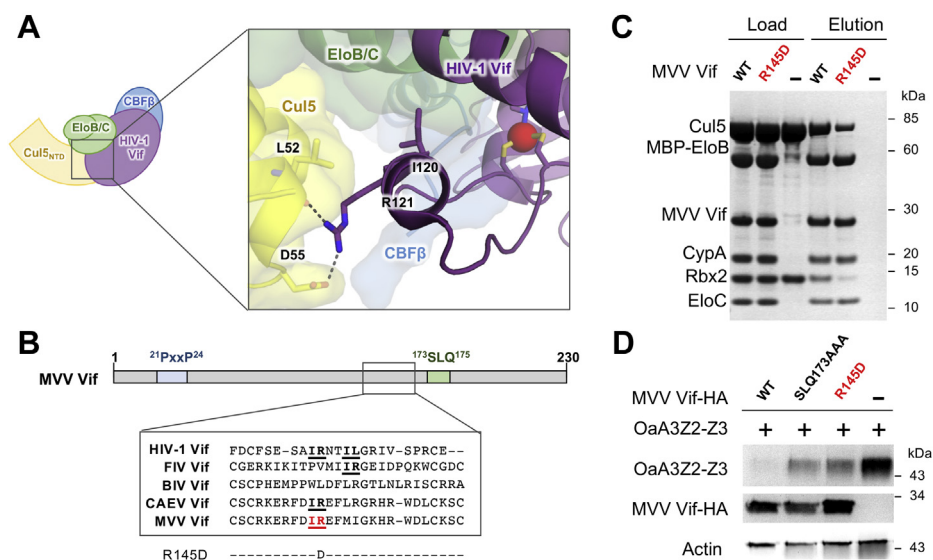 A
CBFβ
EloB/C
HIV-1
Vif
Cul5NTD
EloB/C
HIV-1 Vif
Cul5
L52
I120
R121
D55
CBFβ
B
1
21PxxP24
173SLQ175
230
MVV Vif
HIV-1 Vif FDCFSE-SAIRNTILGRIV-SPRCE--
FIV Vif CGERKIKITPVMIIRGEIDPQKWCGDC
BIV Vif CSCPHEMPPWLDFLRGTLNLRISCRRA
CAEV Vif CSCRKERFDIREFLRGRHR-WDLCKSC
MVV Vif CSCRKERFDIREFMIGKHR-WDLCKSC
R145D ----------D----------------
C
Load Elution
MVV Vif WT R145D – WT R145D –
kDa
Cul5 85
MBP-EloB 60
MVV Vif 30
CypA 20
Rbx2 15
EloC 10
D
MVV Vif-HA WT SLQ173AAA R145D –
OaA3Z2-Z3 + + + +
kDa
OaA3Z2-Z3 43
34
MVV Vif-HA
Actin 43